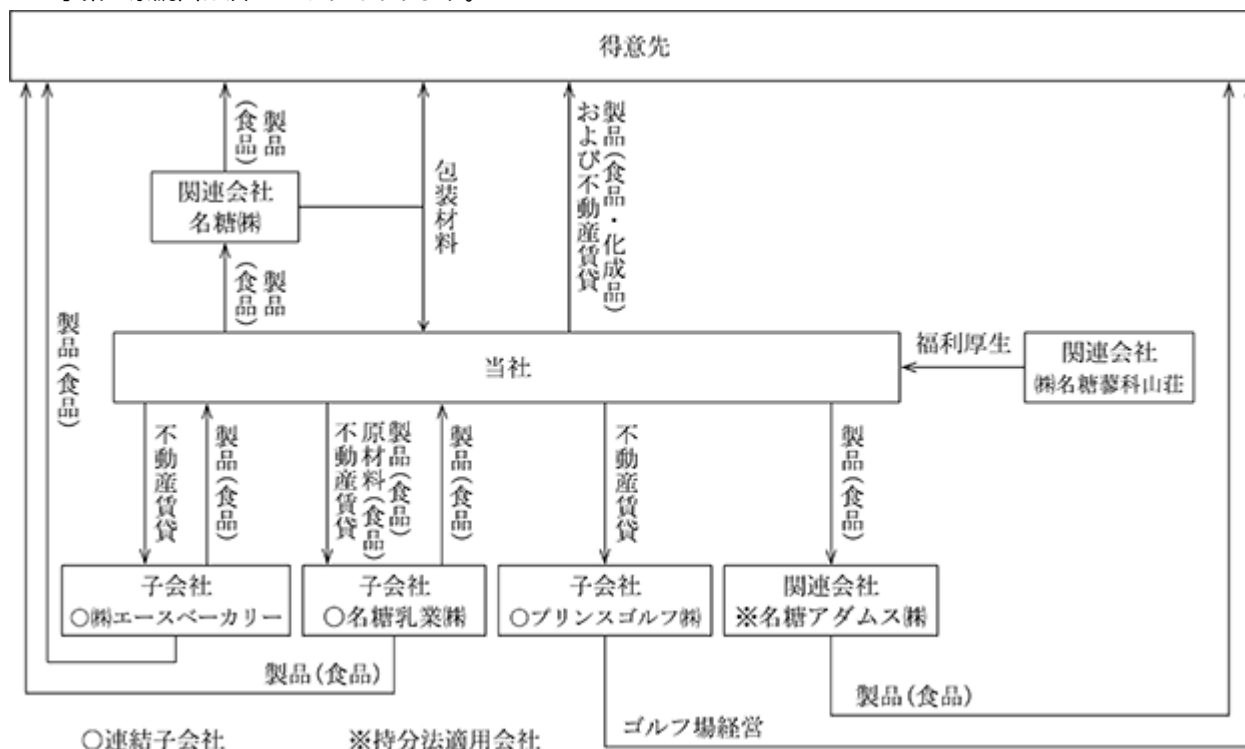 得意先
製品
(食品)
関連会社
名糖㈱
包装材料
製品(食品・化成品)
および不動産賃貸
製品
(食品)
製品(食品)
当社
福利厚生
関連会社
㈱名糖蓼科山荘
不動産賃貸
製品(食品)
製品(食品)
原材料(食品)
不動産賃貸
製品(食品)
不動産賃貸
製品(食品)
子会社
○㈱エースベーカリー
子会社
○名糖乳業㈱
子会社
○プリンスゴルフ㈱
関連会社
※名糖アダムス㈱
製品(食品)
製品(食品)
ゴルフ場経営
○連結子会社
※持分法適用会社